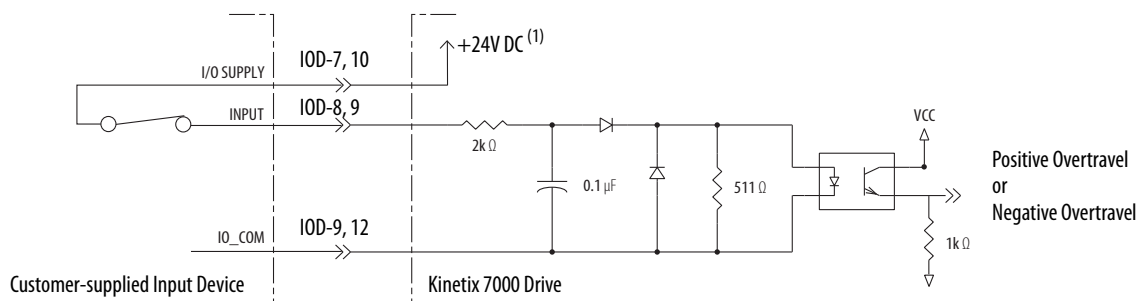 +24V DC (1)
I/O SUPPLY
IOD-7, 10
INPUT
IOD-8, 9
2k Ω
0.1 µF
511 Ω
VCC
Positive Overtravel
or
Negative Overtravel
1k Ω
IO_COM
IOD-9, 12
Customer-supplied Input Device
Kinetix 7000 Drive